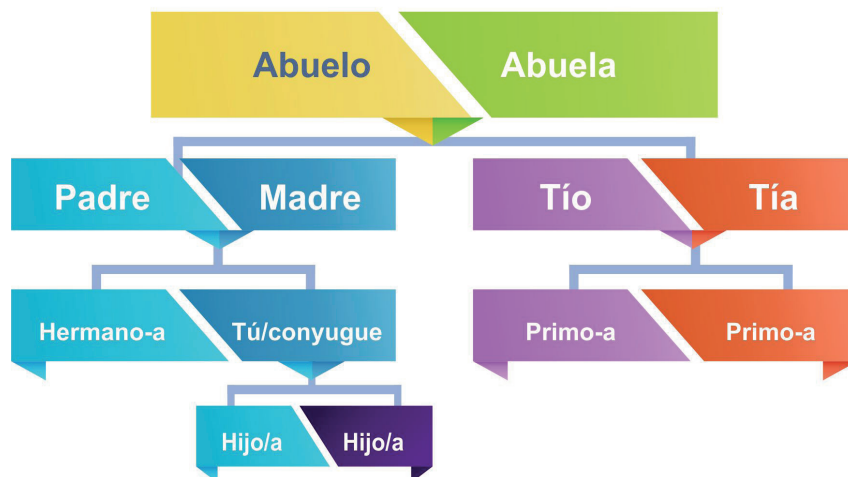 Abuelo Abuela
Padre Madre Tío Tía
Hermano-a Tú/conyugue Primo-a Primo-a
Hijo/a Hijo/a